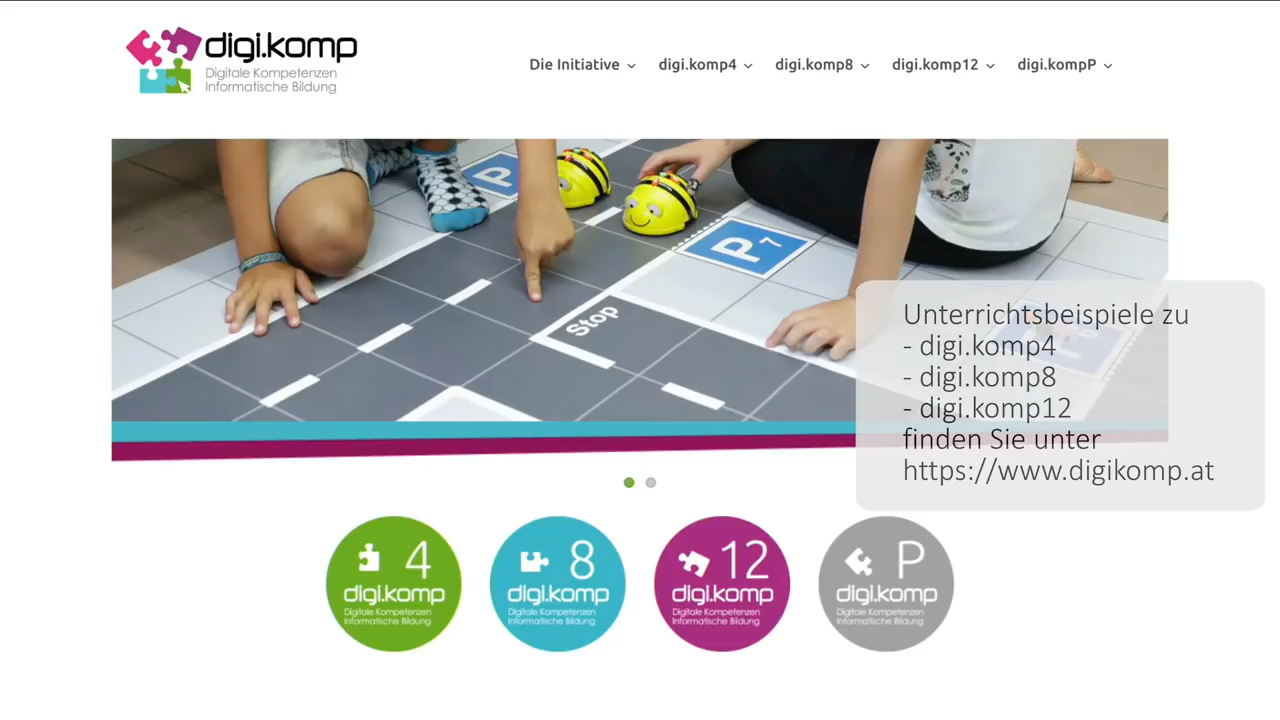 digi.komp
Digitale Kompetenzen
Informatische Bildung
Die Initiative
digi.komp4
digi.komp8
digi.komp12
digi.kompP
P
P 7
Stop
Unterrichtsbeispiele zu
- digi.komp4
- digi.komp8
- digi.komp12
finden Sie unter
https://www.digikomp.at
4
digi.komp
Digitale Kompetenzen
Informatische Bildung
8
digi.komp
Digitale Kompetenzen
Informatische Bildung
12
digi.komp
Digitale Kompetenzen
Informatische Bildung
P
digi.komp
Digitale Kompetenzen
Informatische Bildung